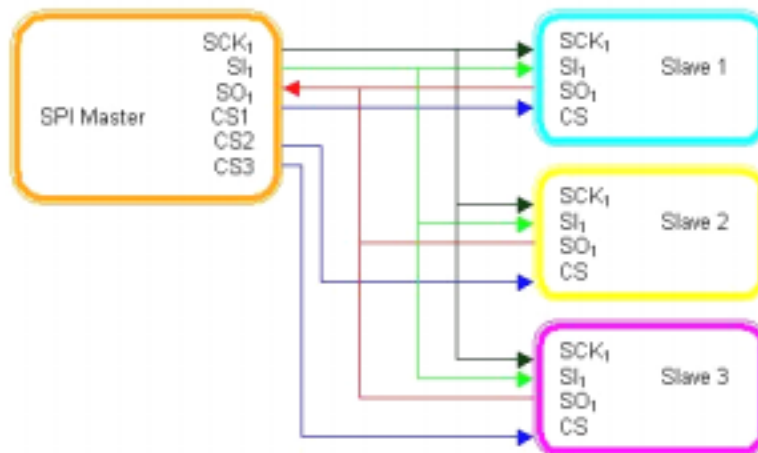 SPI Master
SCK₁
SI₁
SO₁
CS1
CS2
CS3
SCK₁
SI₁
SO₁
CS
Slave 1
SCK₁
SI₁
SO₁
CS
Slave 2
SCK₁
SI₁
SO₁
CS
Slave 3